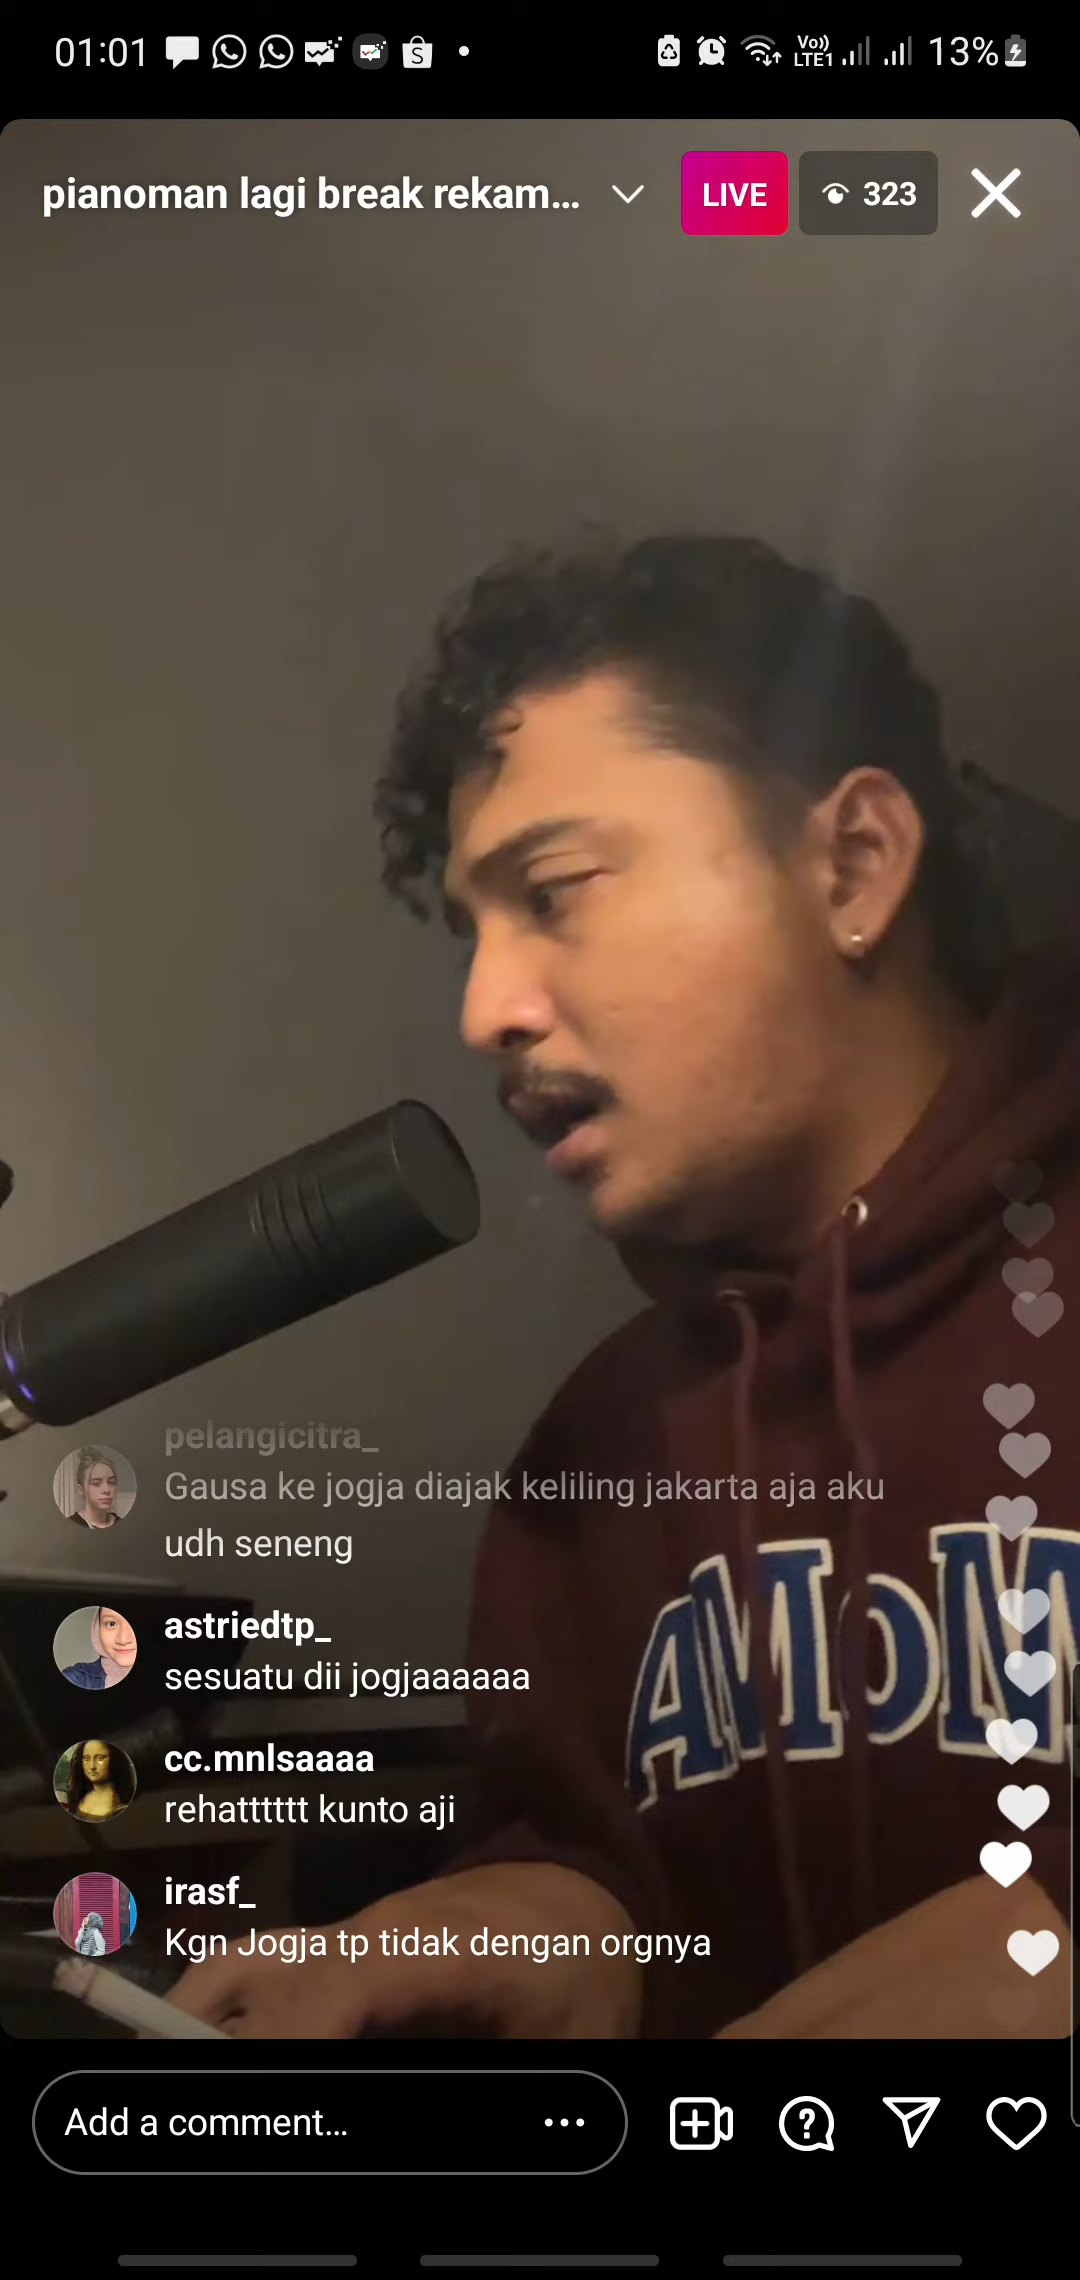 01:01
S
Vo))
LTE1
13%
pianoman lagi break rekam...
LIVE
323
pelangicitra_
Gausa ke jogja diajak keliling jakarta aja aku
udh seneng
astriedtp_
sesuatu dii jogjaaaaaa
cc.mnlsaaaa
rehatttttt kunto aji
irasf_
Kgn Jogja tp tidak dengan orgnya
Add a comment...